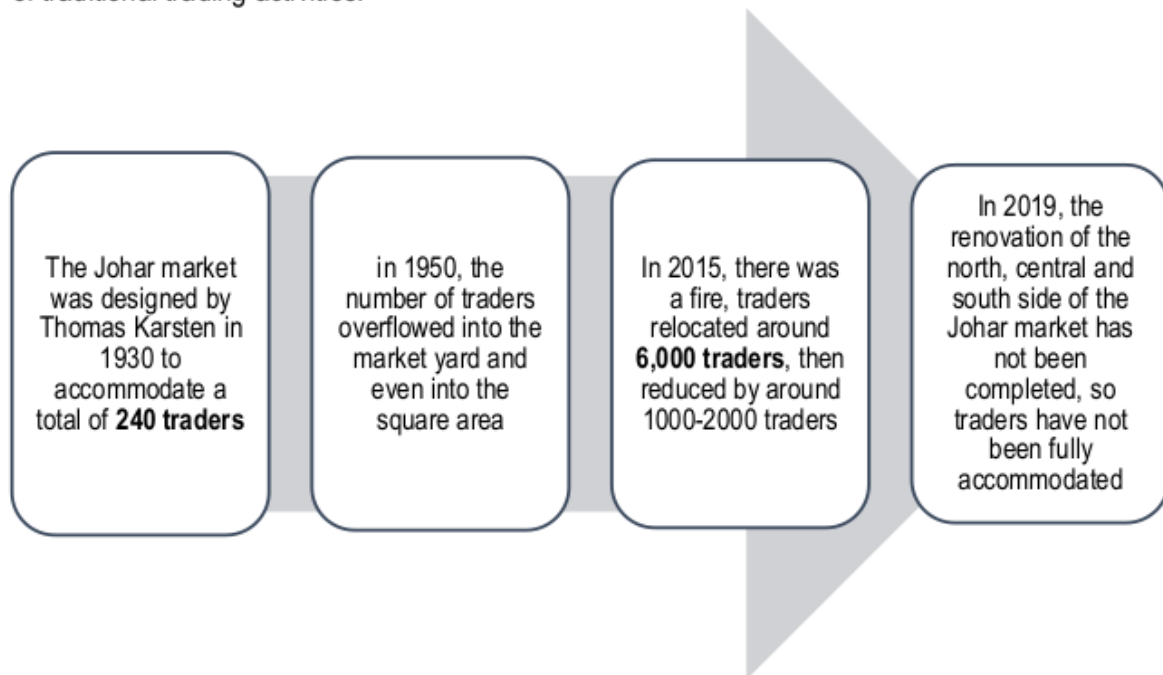 of traditional trading activities.
The Johar market
was designed by
Thomas Karsten in
1930 to
accommodate a
total of 240 traders
in 1950, the
number of traders
overflowed into the
market yard and
even into the
square area
In 2015, there was
a fire, traders
relocated around
6,000 traders, then
reduced by around
1000-2000 traders
In 2019, the
renovation of the
north, central and
south side of the
Johar market has
not been
completed, so
traders have not
been fully
accommodated